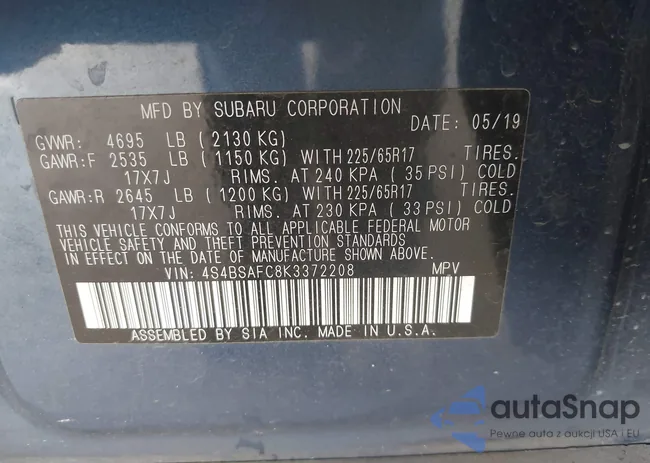 MFD BY SUBARU CORPORATION
DATE: 05/19
GVWR: 4695 LB (2130 KG)
GAWR:F 2535 LB (1150 KG) WITH 225/65R17 TIRES.
17X7J RIMS. AT 240 KPA (35 PSI) COLD
GAWR:R 2645 LB (1200 KG) WITH 225/65R17 TIRES.
17X7J RIMS. AT 230 KPA (33 PSI) COLD
THIS VEHICLE CONFORMS TO ALL APPLICABLE FEDERAL MOTOR
VEHICLE SAFETY AND THEFT PREVENTION STANDARDS
IN EFFECT ON THE DATE OF MANUFACTURE SHOWN ABOVE.
VIN: 4S4BSAFC8K3372208 MPV
ASSEMBLED BY SIA INC. MADE IN U.S.A.
autaSnap
Pewne auta z aukcji USA i EU